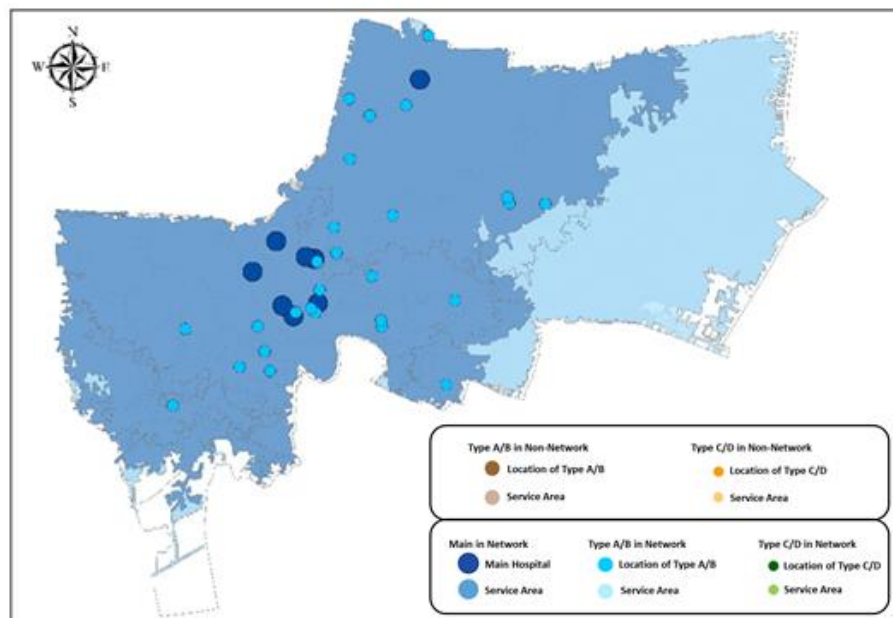 N
W E
S
Type A/B in Non-Network
Location of Type A/B
Service Area
Type C/D in Non-Network
Location of Type C/D
Service Area
Main in Network
Main Hospital
Service Area
Type A/B in Network
Location of Type A/B
Service Area
Type C/D in Network
Location of Type C/D
Service Area